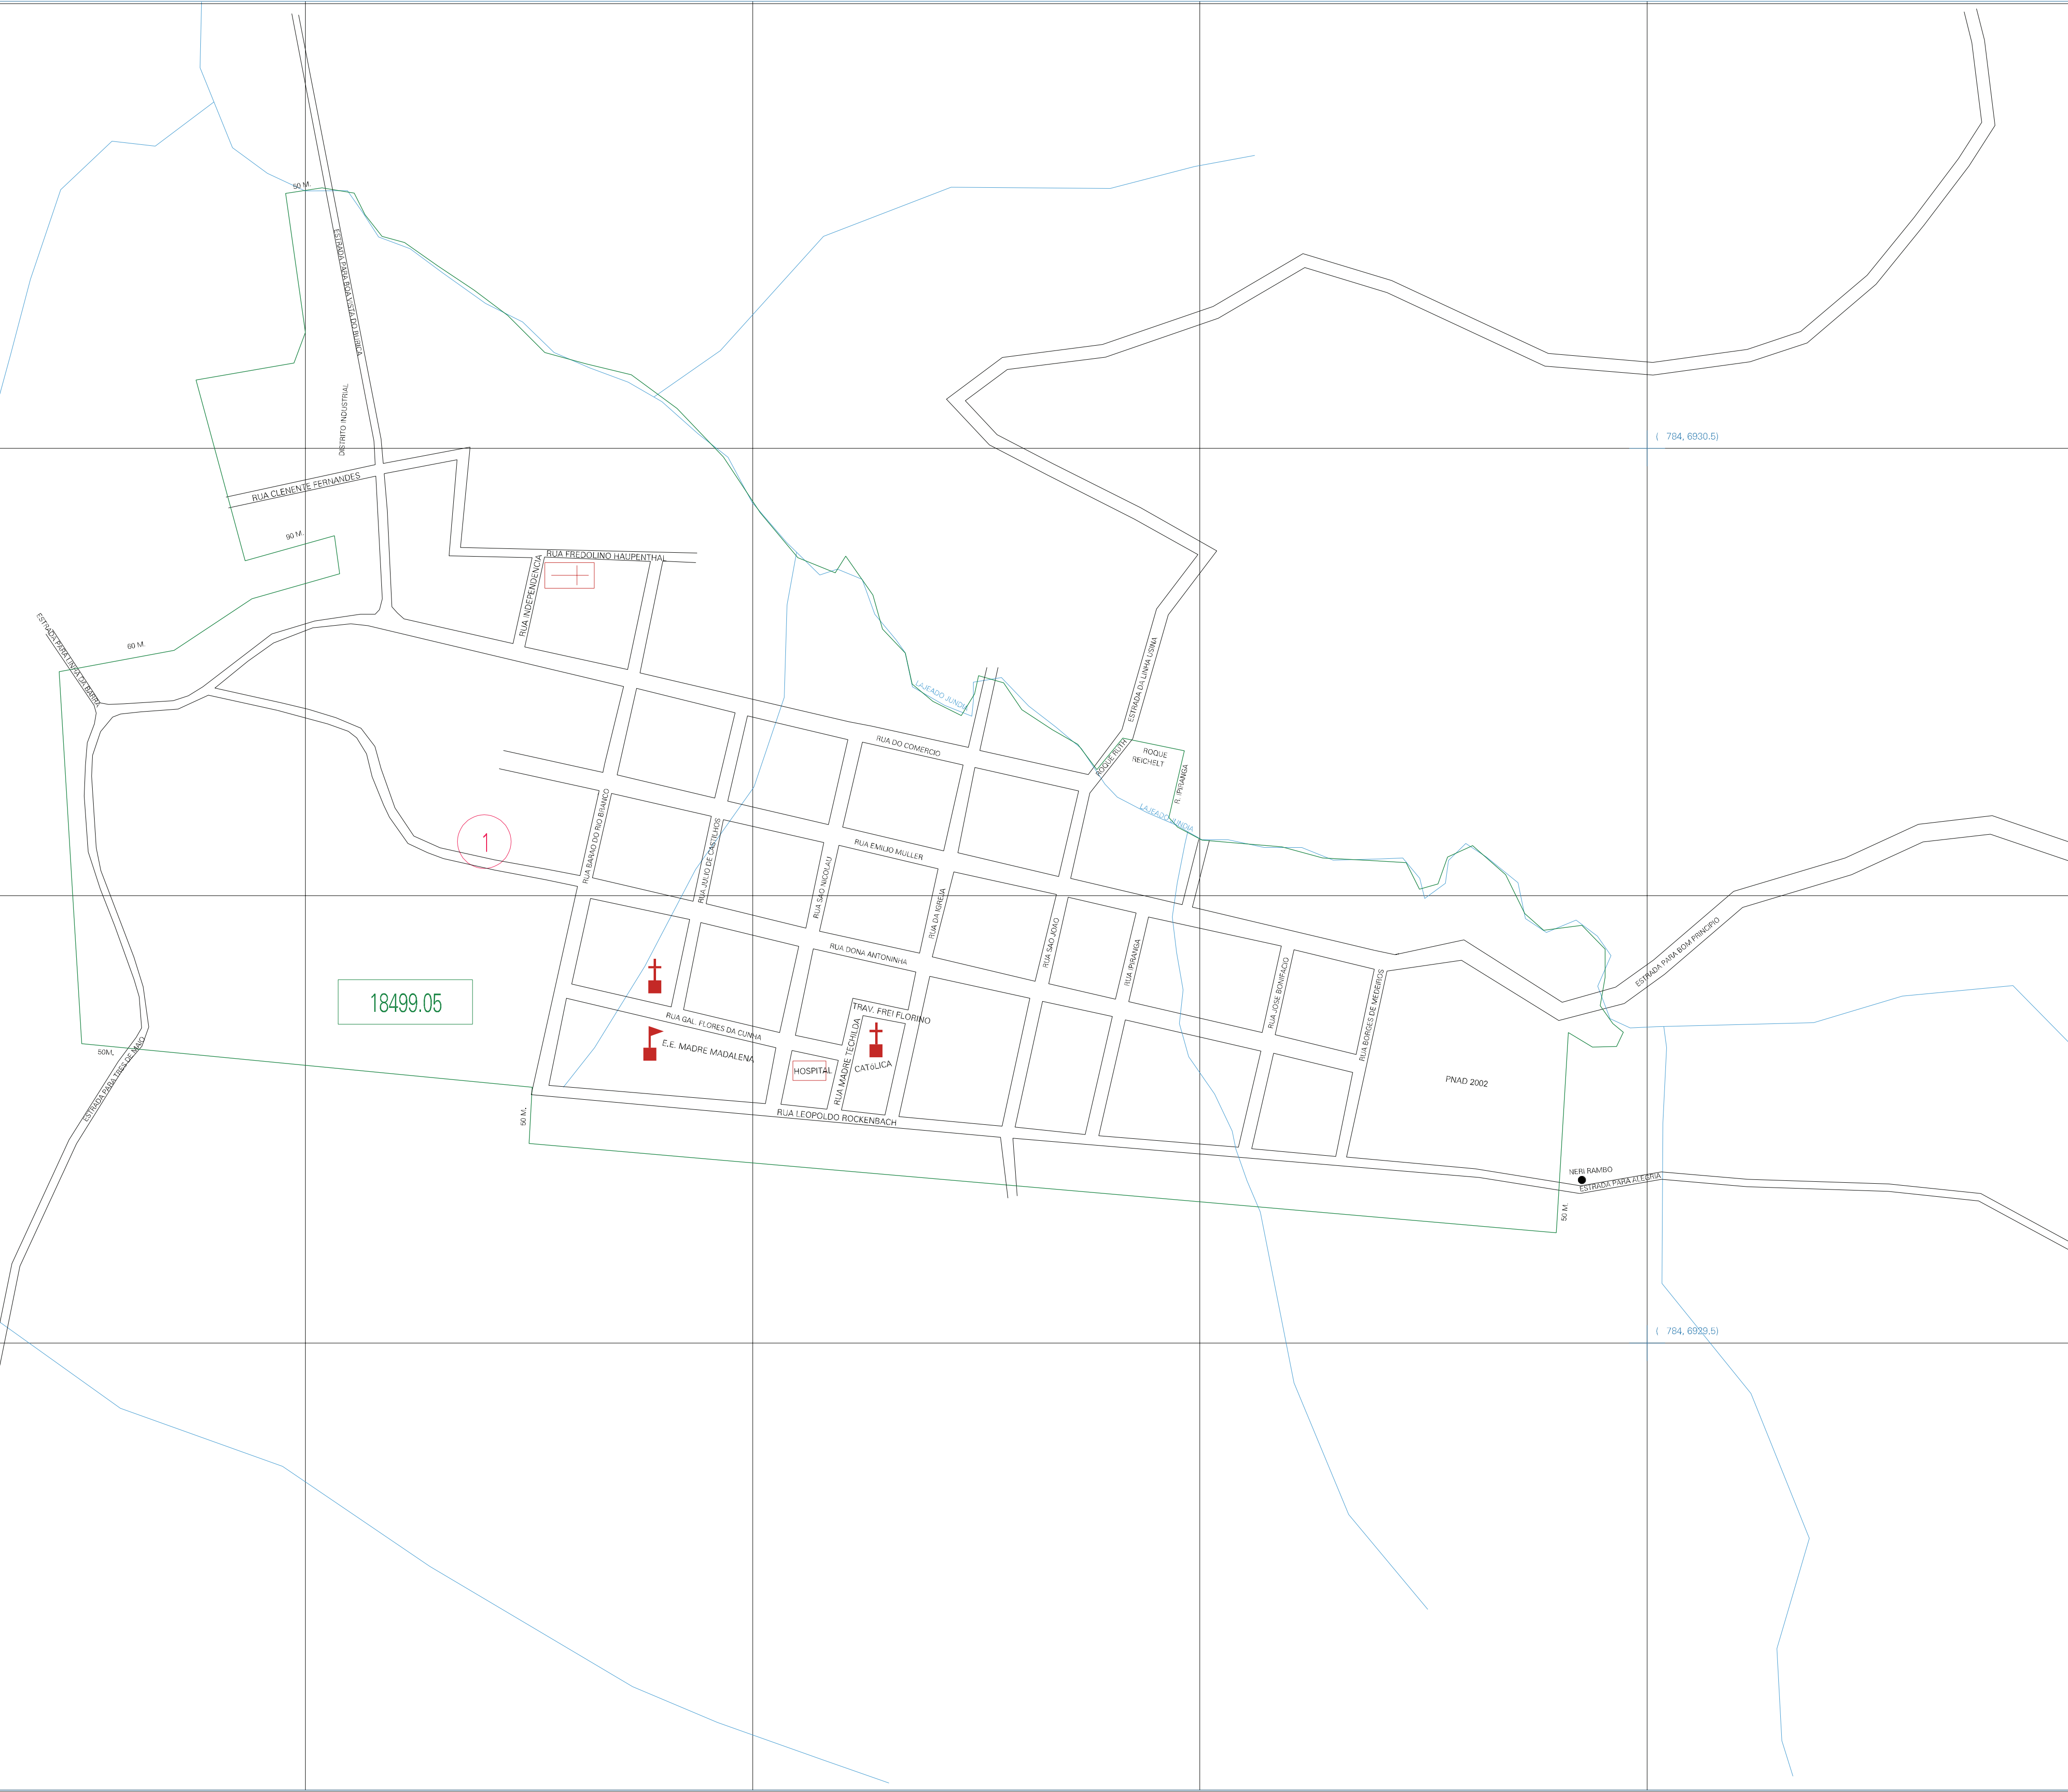 50 M.
ESTRADA PARA BOA VISTA DO BURICA
DISTRITO INDUSTRIAL
( 784, 6930.5)
RUA CLENENTE FERNANDES
90 M.
RUA FREDOLINO HAUPENTHAL
RUA INDEPENDENCIA
ESTRADA PARA LINHA DA BARRA
60 M.
ESTRADA DA LINHA USINA
LAJEADO JUNDIA
RUA DO COMERCIO
ROQUE RUTH
ROQUE
REICHELT
R. IPIRANGA
LAJEADO JUNDIA
RUA BARAO DO RIO BRANCO
1
RUA JULIO DE CASTILHOS
RUA EMILIO MULLER
RUA SAO NICOLAU
RUA DA IGREJA
RUA SAO JOAO
RUA IPIRANGA
RUA DONA ANTONINHA
RUA JOSE BONIFACIO
RUA BORGES DE MEDEIROS
ESTRADA PARA BOM PRINCIPIO
18499.05
TRAV. FREI FLORINO
RUA GAL. FLORES DA CUNHA
E.E. MADRE MADALENA
RUA MADRE TECHILDA
HOSPITAL
CATóLICA
50M.
ESTRADA PARA TRES DE MAIO
PNAD 2002
50 M.
RUA LEOPOLDO ROCKENBACH
NERI RAMBO
ESTRADA PARA ALEGRIA
50 M.
( 784, 6929.5)